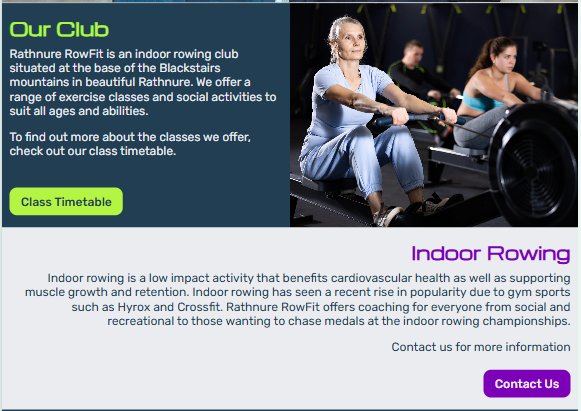 Our Club
Rathnure RowFit is an indoor rowing club
situated at the base of the Blackstairs
mountains in beautiful Rathnure. We offer a
range of exercise classes and social activities to
suit all ages and abilities.
To find out more about the classes we offer,
check out our class timetable.
Class Timetable
Indoor Rowing
Indoor rowing is a low impact activity that benefits cardiovascular health as well as supporting
muscle growth and retention. Indoor rowing has seen a recent rise in popularity due to gym sports
such as Hyrox and Crossfit. Rathnure RowFit offers coaching for everyone from social and
recreational to those wanting to chase medals at the indoor rowing championships.
Contact us for more information
Contact Us